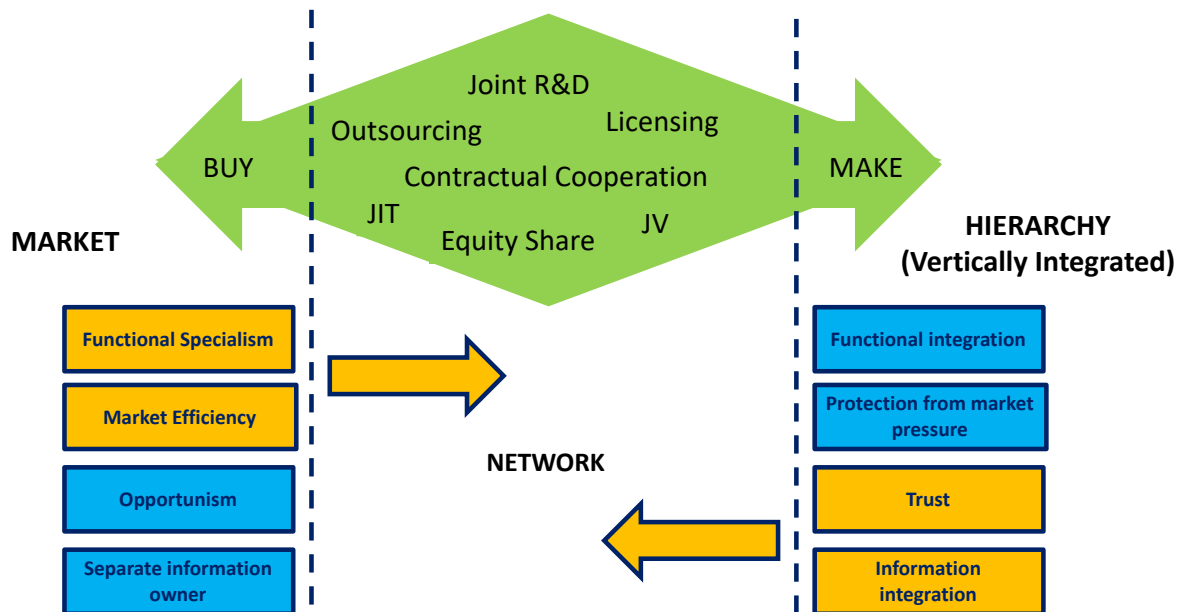 Joint R&D
Outsourcing
Licensing
BUY
Contractual Cooperation
MAKE
JIT
JV
Equity Share
MARKET
HIERARCHY
(Vertically Integrated)
Functional Specialism
Market Efficiency
Opportunism
Separate information
owner
NETWORK
Functional integration
Protection from market
pressure
Trust
Information
integration